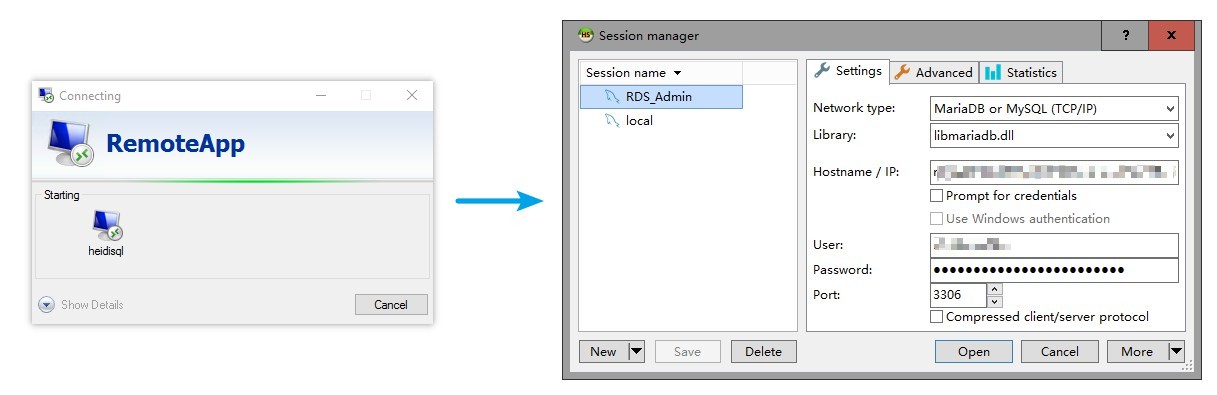 Connecting
RemoteApp
Starting
heidisql
Show Details
Cancel
HS
Session manager
?
x
Session name
RDS_Admin
local
Settings
Advanced
Statistics
Network type:
MariaDB or MySQL (TCP/IP)
Library:
libmariadb.dll
Hostname / IP:
Prompt for credentials
Use Windows authentication
User:
Password:
●●●●●●●●●●●●●●●●●●●●●●●●
Port:
3306
Compressed client/server protocol
New
Save
Delete
Open
Cancel
More